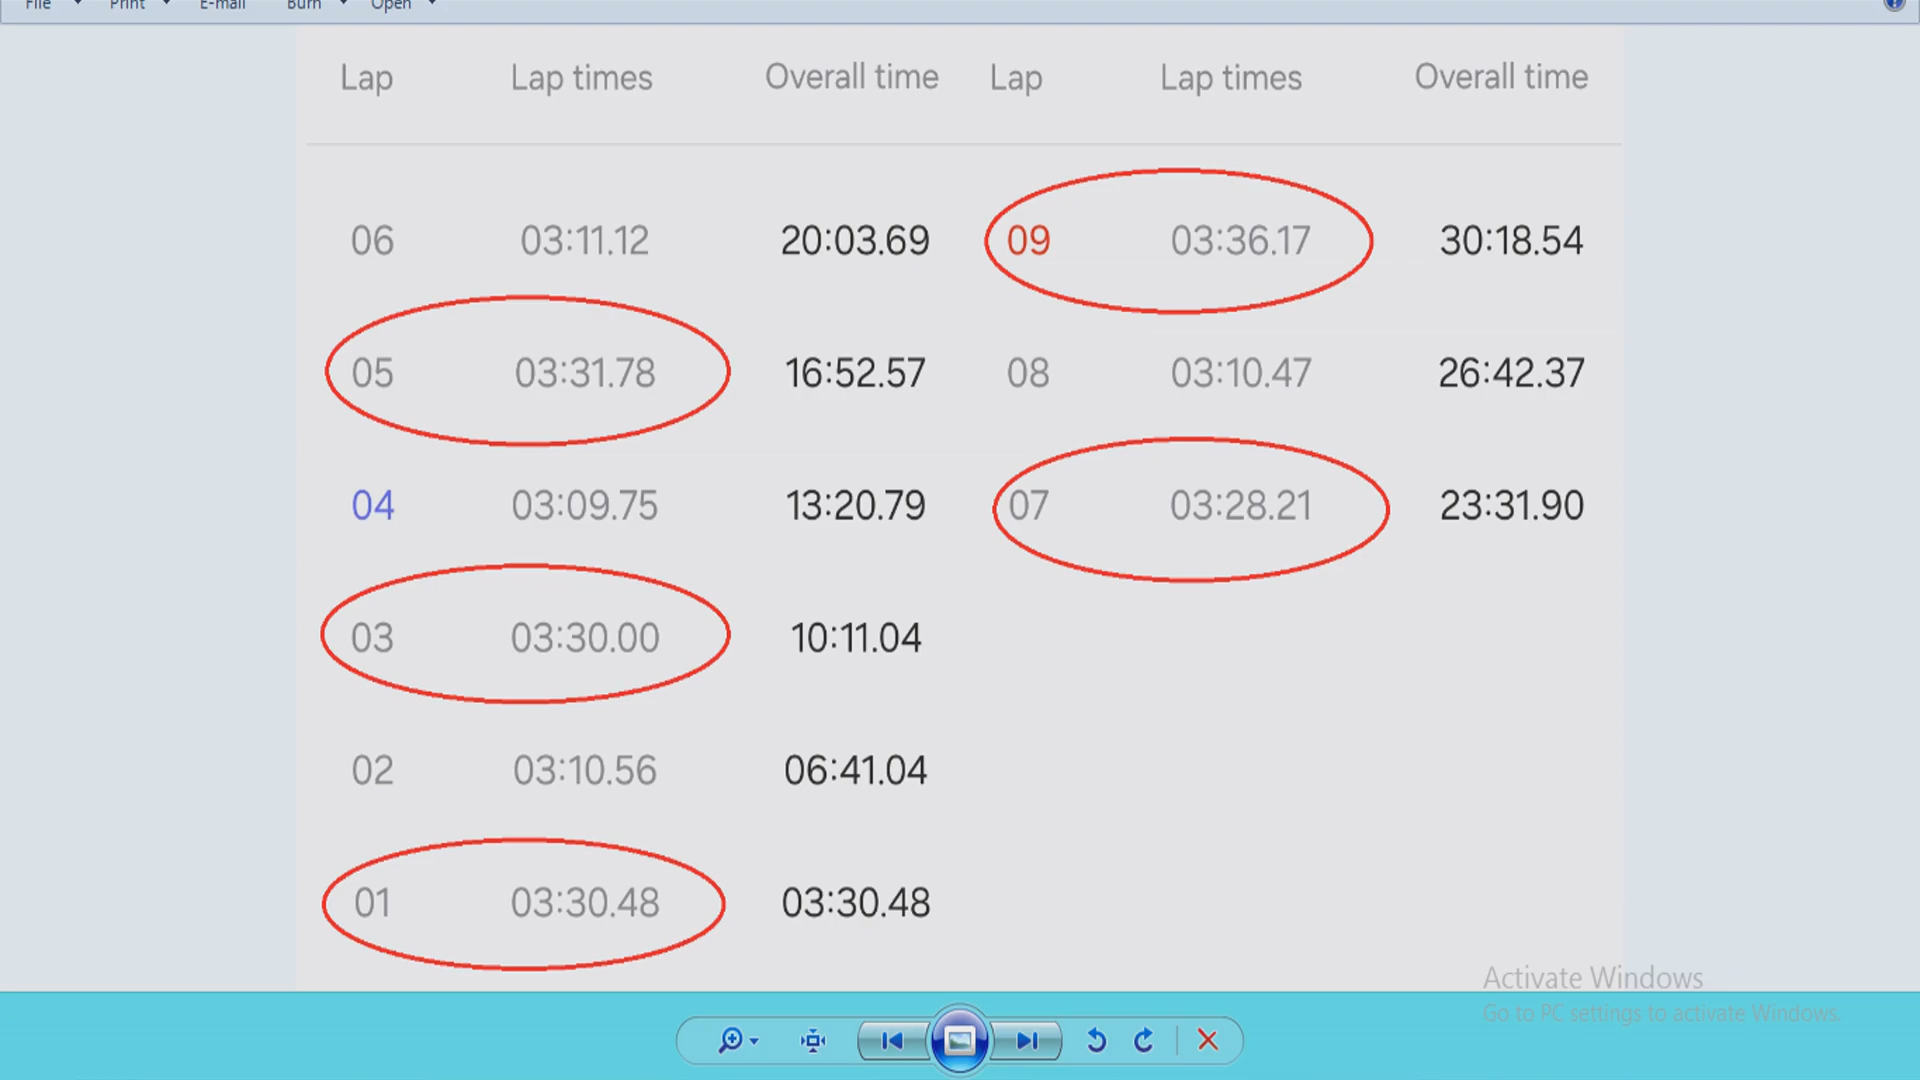 File Print E-mail Burn Open
Lap Lap times Overall time Lap Lap times Overall time
06 03:11.12 20:03.69 09 03:36.17 30:18.54
05 03:31.78 16:52.57 08 03:10.47 26:42.37
04 03:09.75 13:20.79 07 03:28.21 23:31.90
03 03:30.00 10:11.04
02 03:10.56 06:41.04
01 03:30.48 03:30.48
Activate Windows
Go to PC settings to activate Windows.